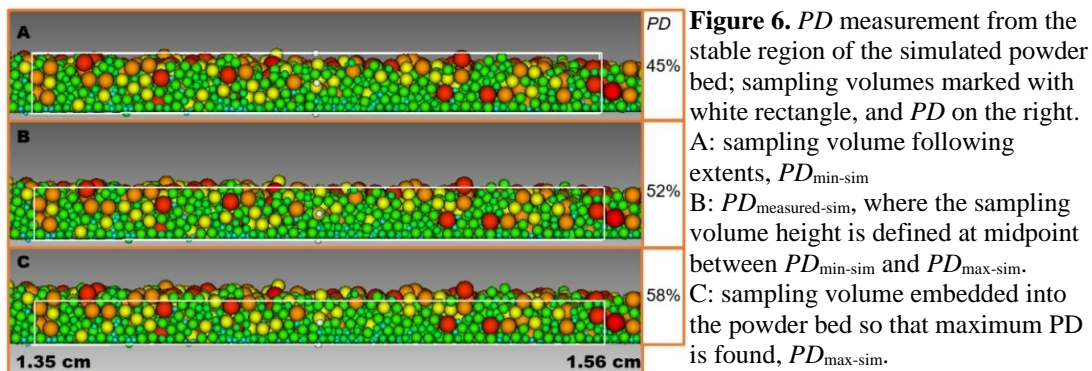 A
PD
45%
B
52%
C
58%
1.35 cm
1.56 cm
Figure 6. PD measurement from the
stable region of the simulated powder
bed; sampling volumes marked with
white rectangle, and PD on the right.
A: sampling volume following
extents, PDmin-sim
B: PDmeasured-sim, where the sampling
volume height is defined at midpoint
between PDmin-sim and PDmax-sim.
C: sampling volume embedded into
the powder bed so that maximum PD
is found, PDmax-sim.